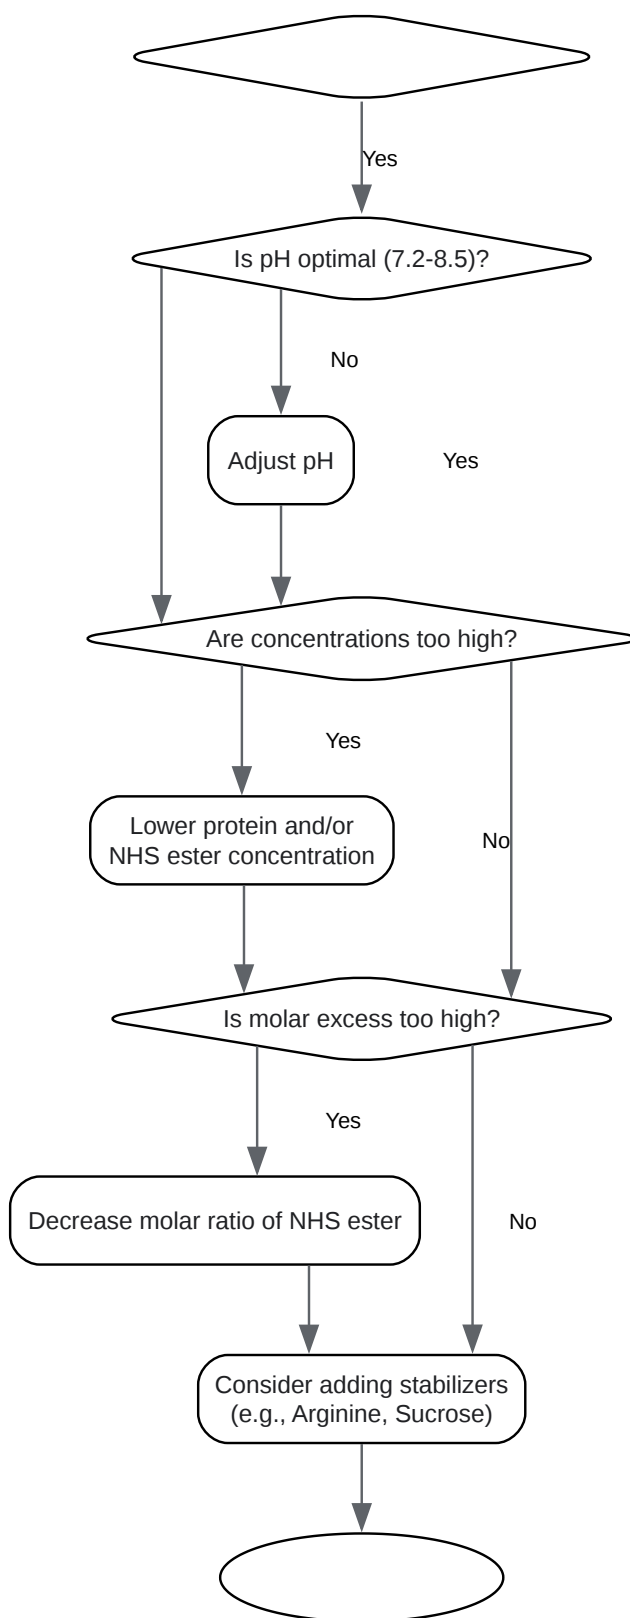 Yes
Is pH optimal (7.2-8.5)?
No
Adjust pH
Yes
Are concentrations too high?
Yes
Lower protein and/or
NHS ester concentration
No
Is molar excess too high?
Yes
Decrease molar ratio of NHS ester
No
Consider adding stabilizers
(e.g., Arginine, Sucrose)